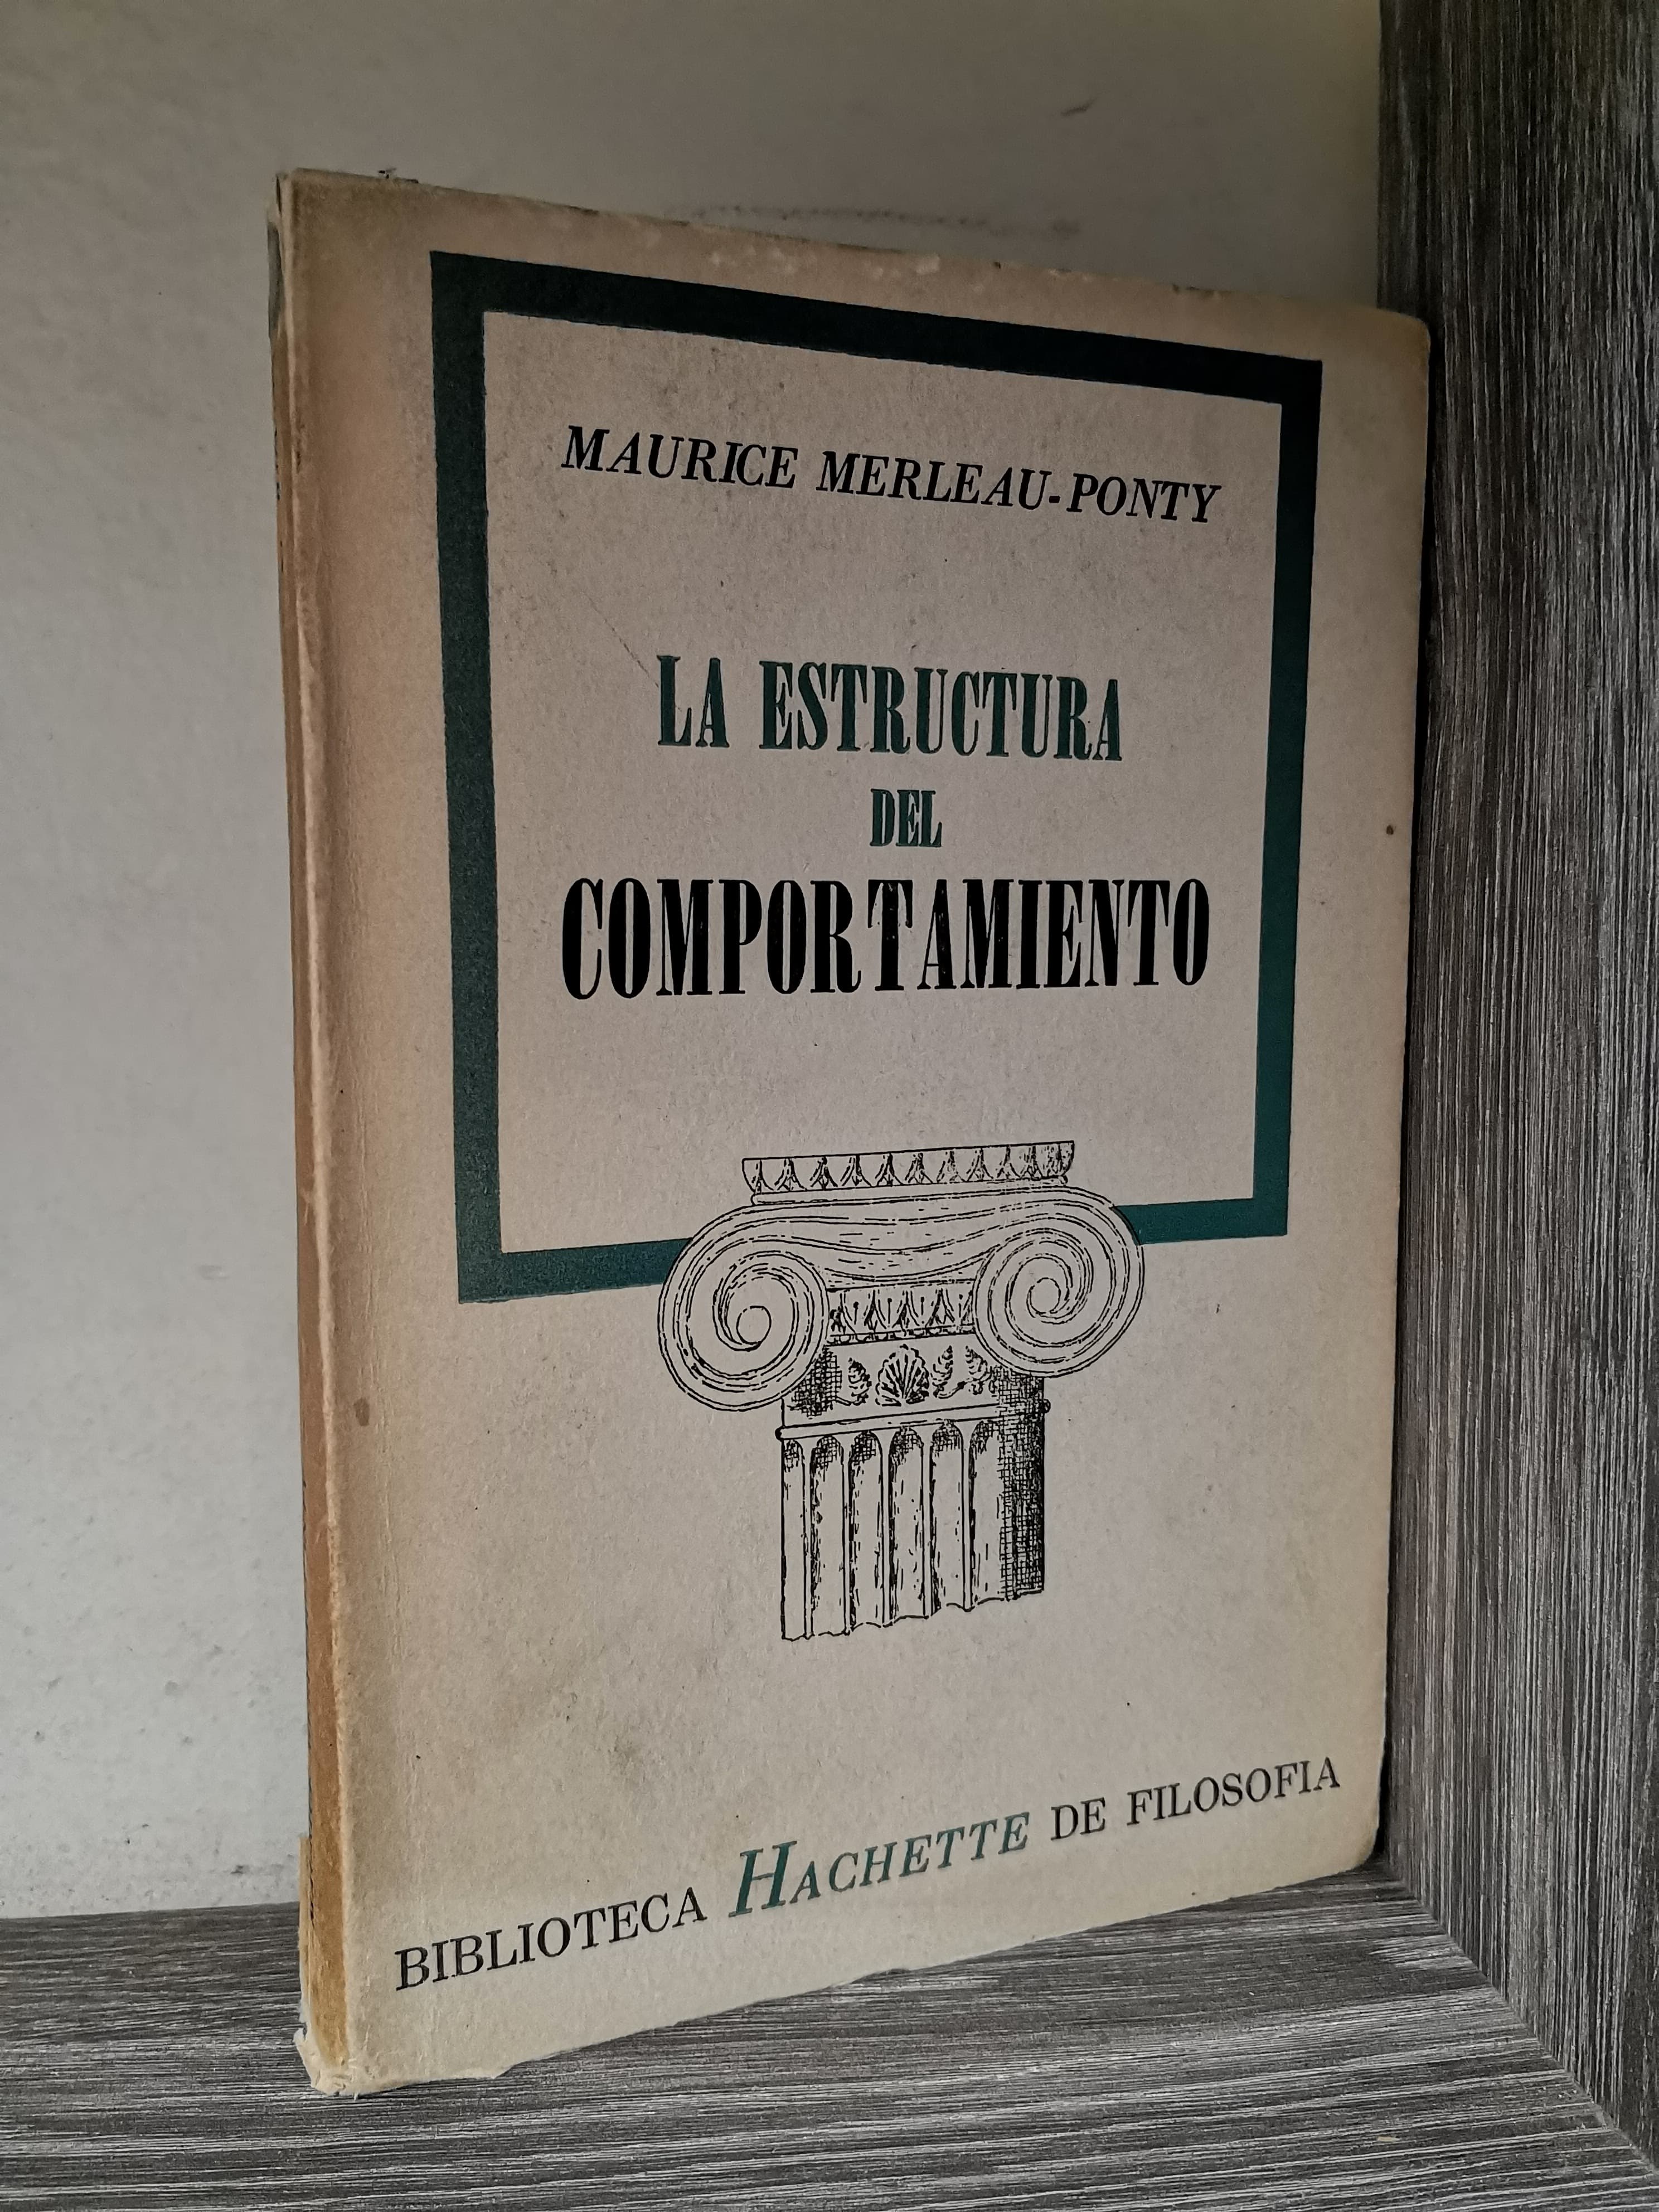 MAURICE MERLEAU-PONTY
LA ESTRUCTURA
DEL
COMPORTAMIENTO
BIBLIOTECA HACHETTE DE FILOSOFIA